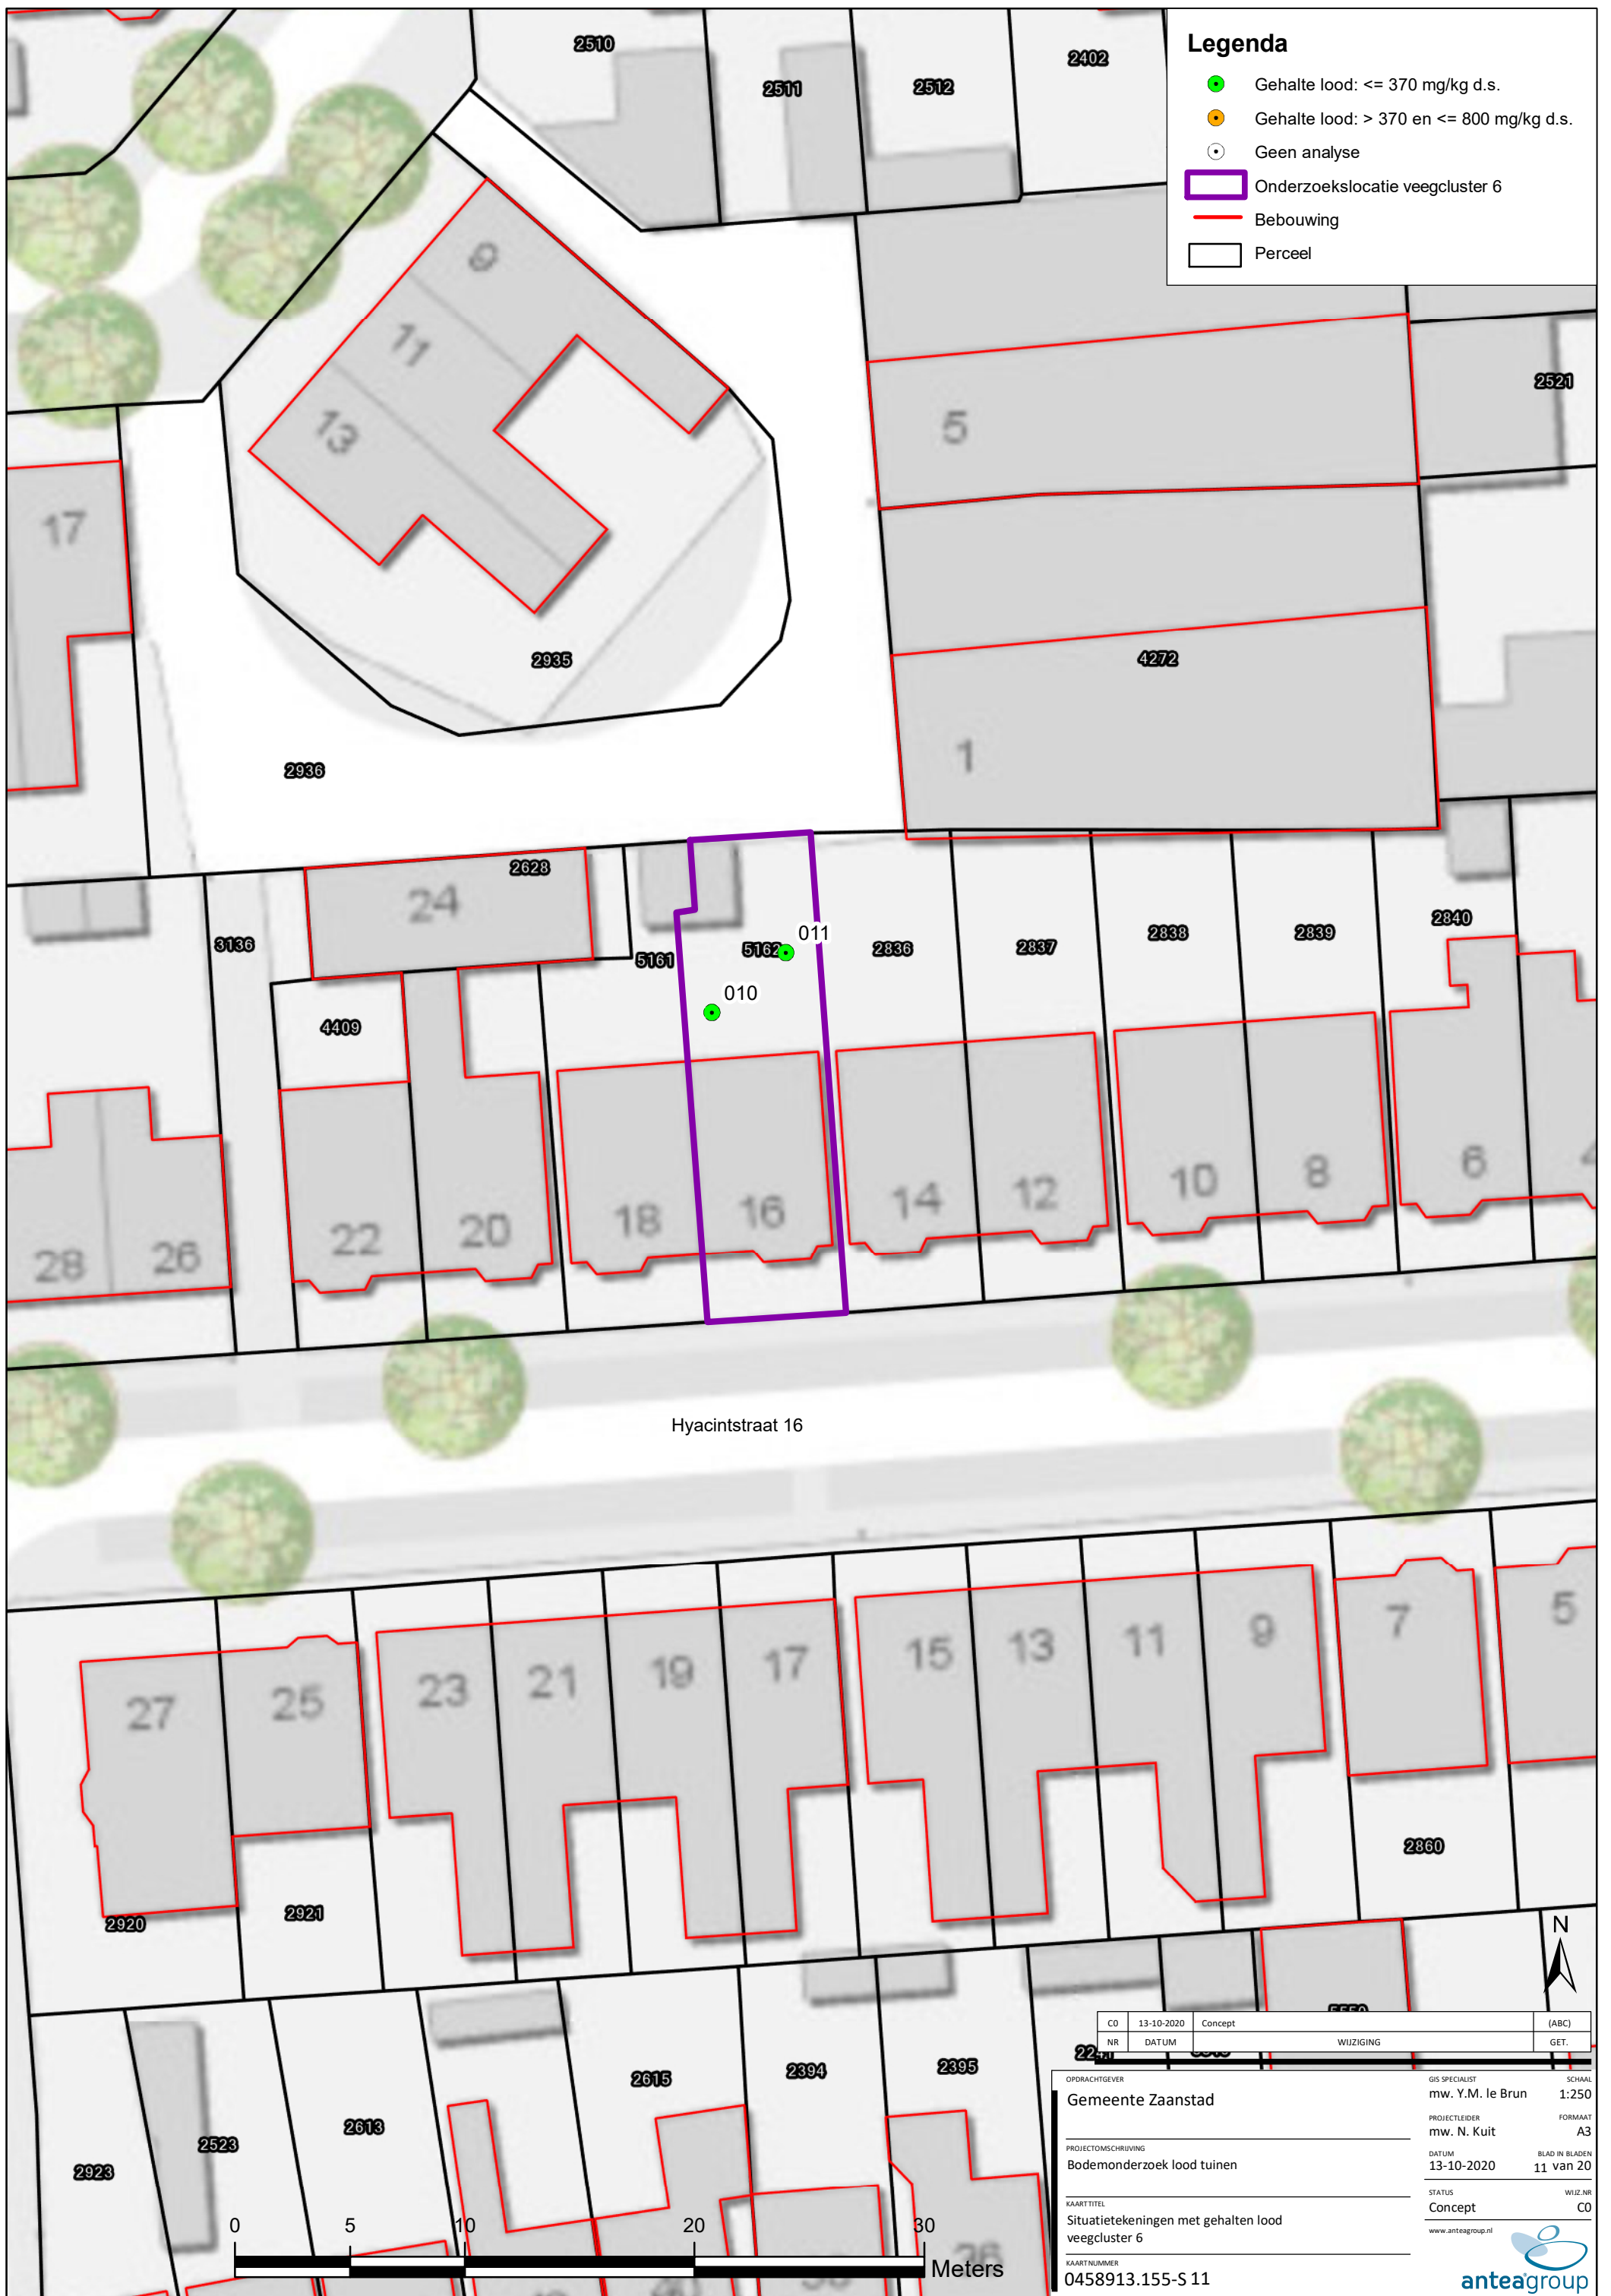 Legenda
Gehalte lood: <= 370 mg/kg d.s.
Gehalte lood: > 370 en <= 800 mg/kg d.s.
Geen analyse
Onderzoekslocatie veegcluster 6
Bebouwing
Perceel
2510
2511
2512
2402
9
11
13
5
2521
17
2935
4272
1
2936
2628
24
3136
5161
5162
011
2836
2837
2838
2839
2840
010
4409
28
26
22
20
18
16
14
12
10
8
6
4
Hyacintstraat 16
27
25
23
21
19
17
15
13
11
9
7
5
2920
2921
2860
N
2923
2523
2613
2615
2394
2395
C0 13-10-2020 Concept (ABC)
NR DATUM WIJZIGING GET.
OPDRACHTGEVER
Gemeente Zaanstad
GIS SPECIALIST SCHAAL
mw. Y.M. le Brun 1:250
PROJECTLEIDER FORMAAT
mw. N. Kuit A3
PROJECTOMSCHRIJVING
Bodemonderzoek lood tuinen
DATUM BLAD IN BLADEN
13-10-2020 11 van 20
STATUS WIJZ.NR
Concept C0
KAARTTITEL
Situatietekeningen met gehalten lood
veegcluster 6
www.anteagroup.nl
KAARTNUMMER
0458913.155-S 11
anteagroup
0 5 10 20 30
Meters